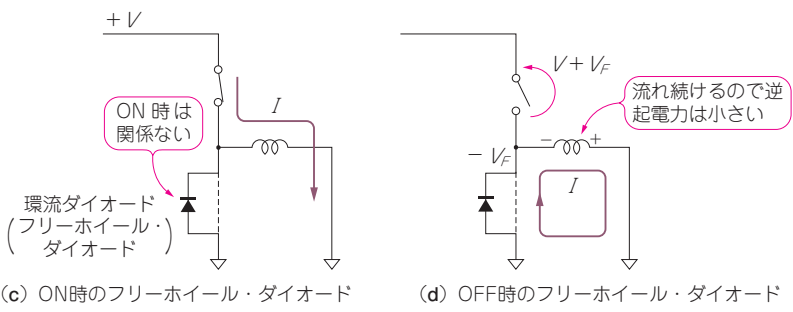 +V
I
ON 時は
関係ない
環流ダイオード
(フリーホイール・
ダイオード)
(c) ON時のフリーホイール・ダイオード
V+V_F
流れ続けるので逆
起電力は小さい
− +
−V_F
I
(d) OFF時のフリーホイール・ダイオード